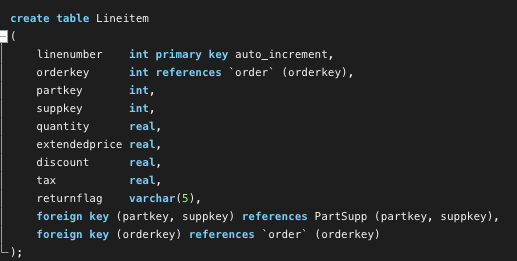 create table Lineitem
(
linenumber int primary key auto_increment,
orderkey int references `order` (orderkey),
partkey int,
suppkey int,
quantity real,
extendedprice real,
discount real,
tax real,
returnflag varchar(5),
foreign key (partkey, suppkey) references PartSupp (partkey, suppkey),
foreign key (orderkey) references `order` (orderkey)
);